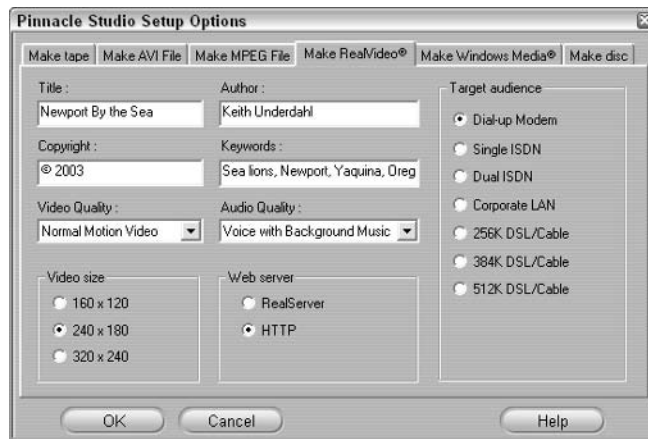 Pinnacle Studio Setup Options
Make tape Make AVI File Make MPEG File Make RealVideo® Make Windows Media® Make disc
Title :
Newport By the Sea
Author :
Keith Underdahl
Copyright :
© 2003
Keywords :
Sea lions, Newport, Yaquina, Oreg
Video Quality :
Normal Motion Video
Audio Quality :
Voice with Background Music
Video size
160 x 120
240 x 180
320 x 240
Web server
RealServer
HTTP
Target audience
Dial-up Modem
Single ISDN
Dual ISDN
Corporate LAN
256K DSL/Cable
384K DSL/Cable
512K DSL/Cable
OK Cancel Help